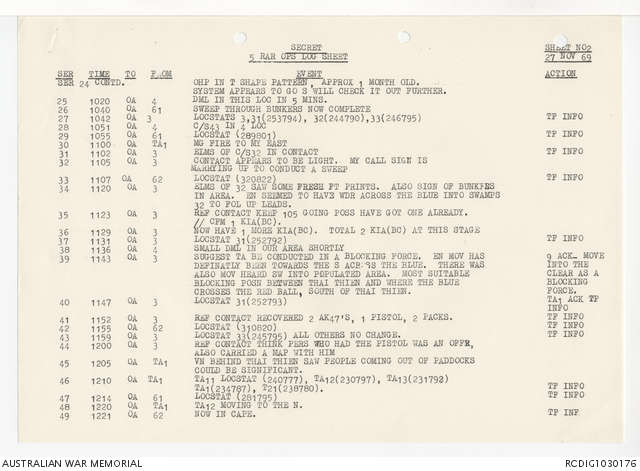 SECRET SHEET NO2
5 RAR OPS LOG SHEET 27 NOV 69
SER TIME TO FROM EVENT ACTION
SER 24 CONTD. OHP IN T SHAPE PATTERN, APPROX 1 MONTH OLD.
SYSTEM APPEARS TO GO S WILL CHECK IT OUT FURTHER.
25 1020 OA 4 DML IN THIS LOC IN 5 MINS.
26 1040 OA 61 SWEEP THROUGH BUNKERS NOW COMPLETE
27 1042 OA 3 LOCSTATS 3,31(253794), 32(244790),33(246795) TF INFO
28 1051 OA 4 C/S43 IN 4 LOC
29 1055 OA 61 LOCSTAT (289801) TF INFO
30 1100 OA TA1 MG FIRE TO MY EAST
31 1102 OA 3 ELMS OF C/S32 IN CONTACT TF INFO
32 1105 OA 3 CONTACT APPEARS TO BE LIGHT. MY CALL SIGN IS
MARRYING UP TO CONDUCT A SWEEP
33 1107 OA 62 LOCSTAT (320822) TF INFO
34 1120 OA 3 ELMS OF 32 SAW SOME FRESH FT PRINTS. ALSO SIGN OF BUNKERS
IN AREA. EN SEEMED TO HAVE WDR ACROSS THE BLUE INTO SWAMPS
32 TO FOL UP LEADS.
35 1123 OA 3 REF CONTACT KEEP 105 GOING POSS HAVE GOT ONE ALREADY.
// CFM 1 KIA(BC).
36 1129 OA 3 NOW HAVE 1 MORE KIA(BC). TOTAL 2 KIA(BC) AT THIS STAGE
37 1131 OA 3 LOCSTAT 31(252792) TF INFO
38 1136 OA 4 SMALL DML IN OUR AREA SHORTLY
39 1143 OA 3 SUGGEST TA BE CONDUCTED IN A BLOCKING FORCE. EN MOV HAS 9 ACK. MOVE
DEFINATLY BEEN TOWARDS THE S THE BLUE. THERE WAS INTO THE
ALSO MOV HEARD SW INTO POPULATED AREA. MOST SUITABLE CLEAR AS A
BLOCKING POSN BETWEEN THAI THIEN AND WHERE THE BLUE BLOCKING
CROSSES THE RED BALL, SOUTH OF THAI THIEN. FORCE.
40 1147 OA 3 LOCSTAT 31(252793) TA1 ACK TF
INFO
41 1152 OA 3 REF CONTACT RECOVERED 2 AK47'S, 1 PISTOL, 2 PACKS. TF INFO
42 1155 OA 62 LOCSTAT (310820) TF INFO
43 1159 OA 3 LOCSTAT 33(245795) ALL OTHERS NO CHANGE. TF INFO
44 1200 OA 3 REF CONTACT THINK PERS WHO HAD THE PISTOL WAS AN OFFR, TF INFO
ALSO CARRIED A MAP WITH HIM
45 1205 OA TA1 VN BEHIND THAI THIEN SAW PEOPLE COMING OUT OF PADDOCKS
COULD BE SIGNIFICANT.
46 1210 OA TA1 TA11 LOCSTAT (240777), TA12(230797), TA13(231792)
TA1(234787), T21(238780). TF INFO
47 1214 OA 61 LOCSTAT (281795) TF INFO
48 1220 OA TA1 TA12 MOVING TO THE N.
49 1221 OA 62 NOW IN CAPE. TF INF
AUSTRALIAN WAR MEMORIAL RCDIG1030176